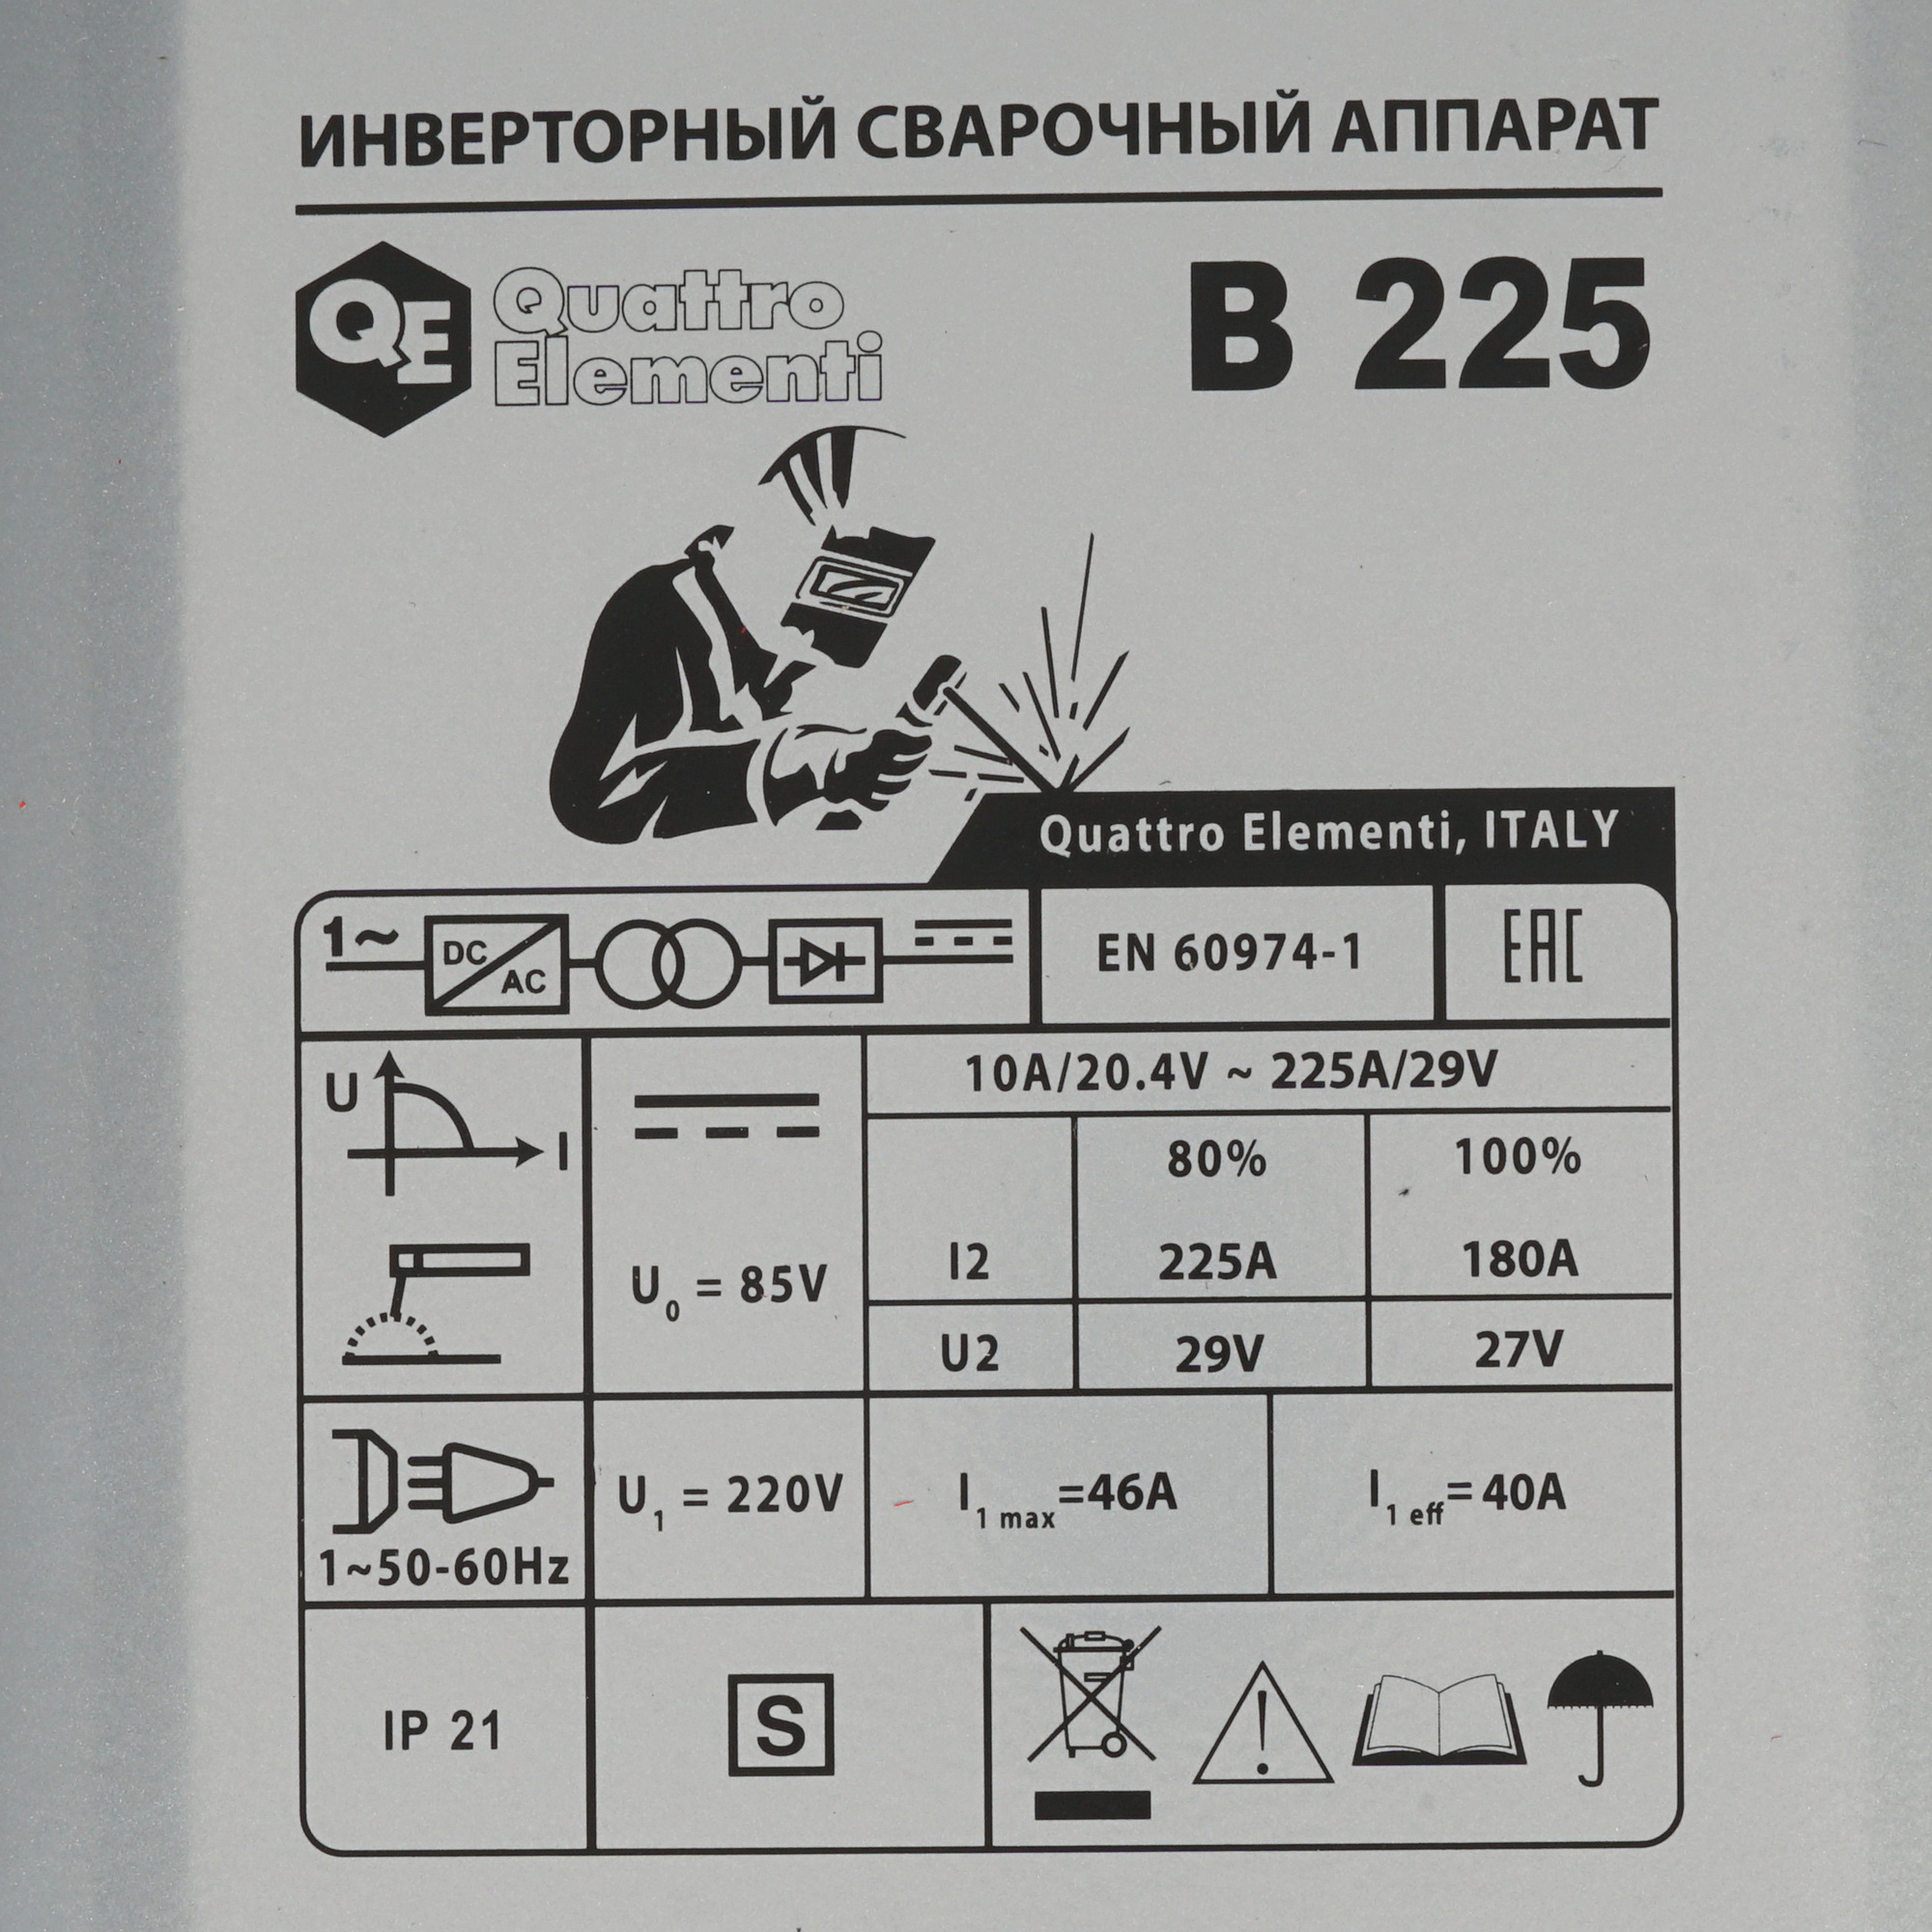 ИНВЕРТОРНЫЙ СВАРОЧНЫЙ АППАРАТ
QE Quattro Elementi
B 225
Quattro Elementi, ITALY
1~ DC AC
EN 60974-1
EAC
U
I
10A/20.4V ~ 225A/29V
80% 100%
I2 225A 180A
U0 = 85V
U2 29V 27V
U1 = 220V
I1 max=46A
I1 eff= 40A
1~50-60Hz
IP 21
S